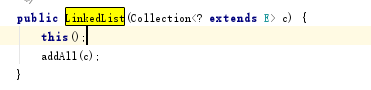 public LinkedList(Collection<? extends E> c) {
this();
addAll(c);
}